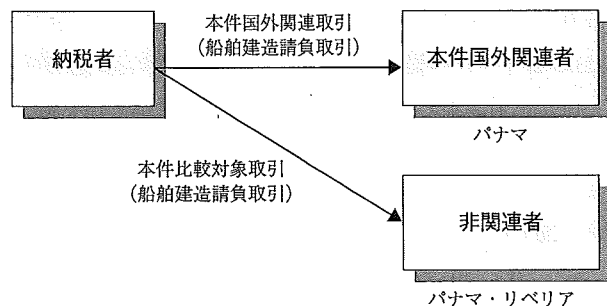 納税者
本件国外関連取引
(船舶建造請負取引)
本件国外関連者
パナマ
本件比較対象取引
(船舶建造請負取引)
非関連者
パナマ・リベリア